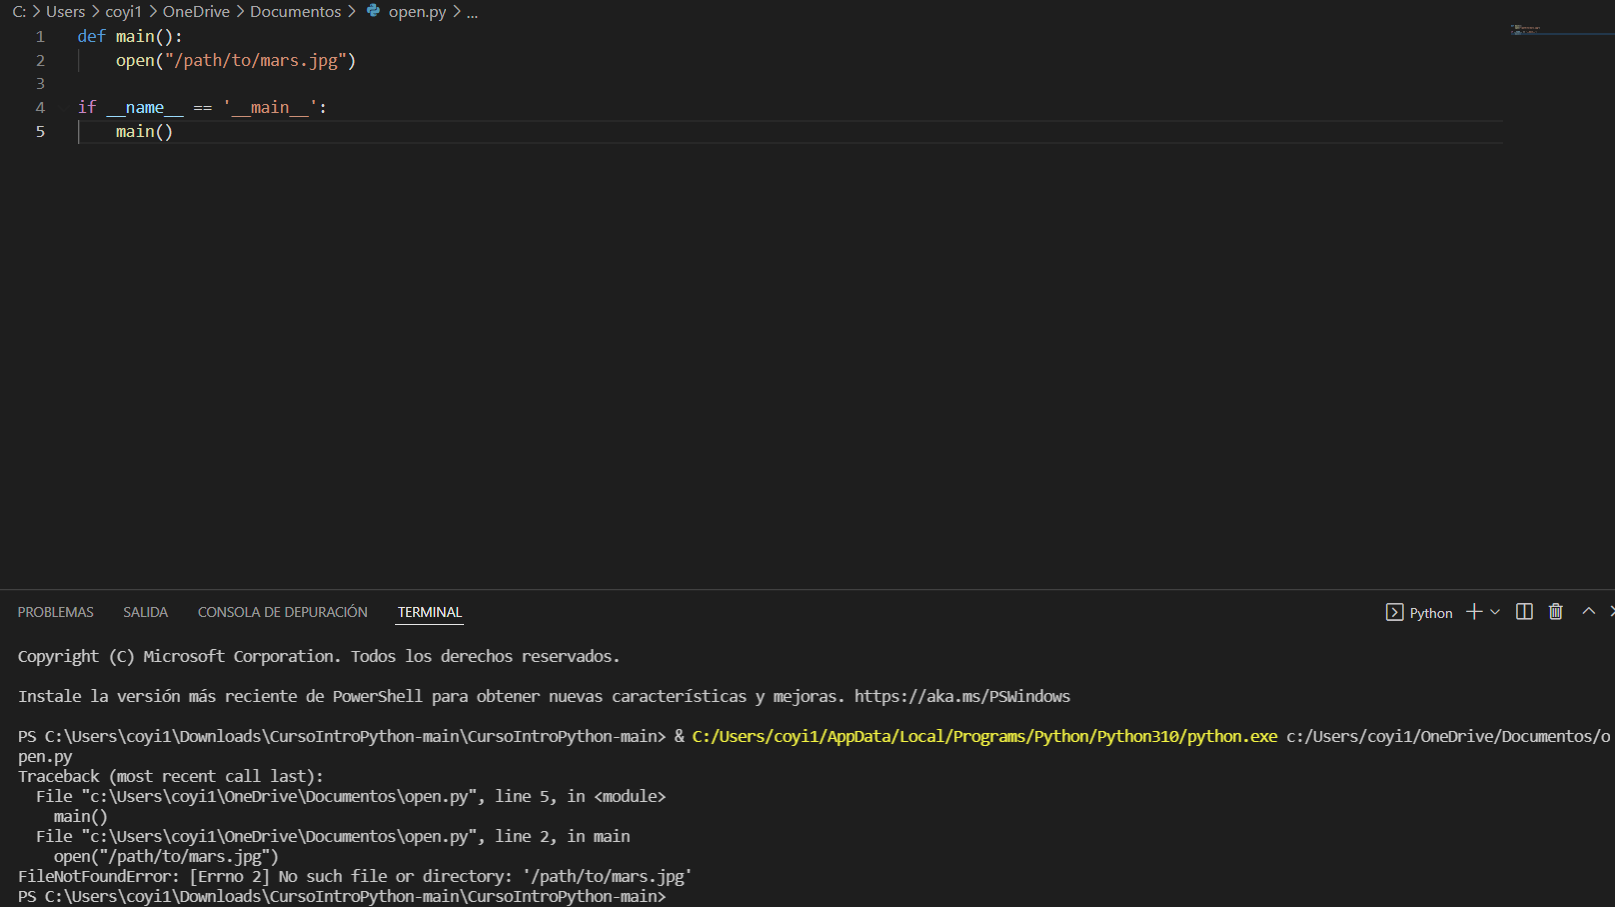 C: > Users > coyi1 > OneDrive > Documentos > open.py > ...
1 def main():
2     open("/path/to/mars.jpg")
3
4 if __name__ == '__main__':
5     main()
PROBLEMAS SALIDA CONSOLA DE DEPURACIÓN TERMINAL Python
Copyright (C) Microsoft Corporation. Todos los derechos reservados.
Instale la versión más reciente de PowerShell para obtener nuevas características y mejoras. https://aka.ms/PSWindows
PS C:\Users\coyi1\Downloads\CursoIntroPython-main\CursoIntroPython-main> & C:/Users/coyi1/AppData/Local/Programs/Python/Python310/python.exe c:/Users/coyi1/OneDrive/Documentos/o
pen.py
Traceback (most recent call last):
  File "c:\Users\coyi1\OneDrive\Documentos\open.py", line 5, in <module>
    main()
  File "c:\Users\coyi1\OneDrive\Documentos\open.py", line 2, in main
    open("/path/to/mars.jpg")
FileNotFoundError: [Errno 2] No such file or directory: '/path/to/mars.jpg'
PS C:\Users\coyi1\Downloads\CursoIntroPython-main\CursoIntroPython-main>